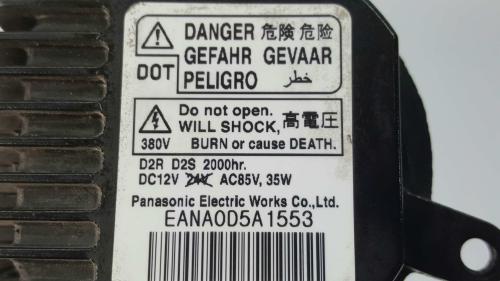 DANGER 危険 危险
GEFAHR GEVAAR
DOT PELIGRO خطر
Do not open.
WILL SHOCK, 高電圧
380V BURN or cause DEATH.
D2R D2S 2000hr.
DC12V 24V AC85V, 35W
Panasonic Electric Works Co.,Ltd.
EANA0D5A1553